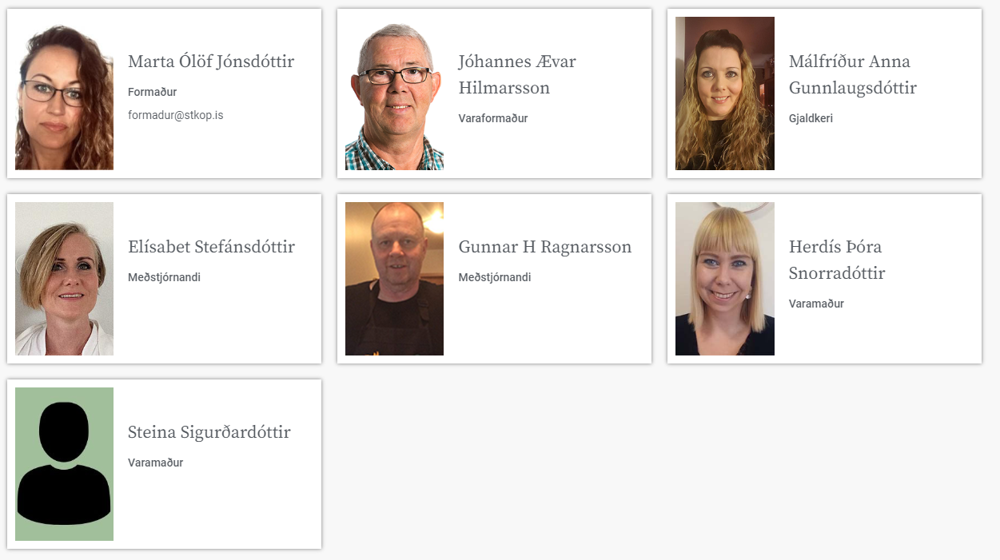 Marta Ólöf Jónsdóttir
Formaður
formadur@stkop.is
Jóhannes Ævar
Hilmarsson
Varaformaður
Málfríður Anna
Gunnlaugsdóttir
Gjaldkeri
Elísabet Stefánsdóttir
Meðstjórnandi
Gunnar H Ragnarsson
Meðstjórnandi
Herdís Þóra
Snorradóttir
Varamaður
Steina Sigurðardóttir
Varamaður